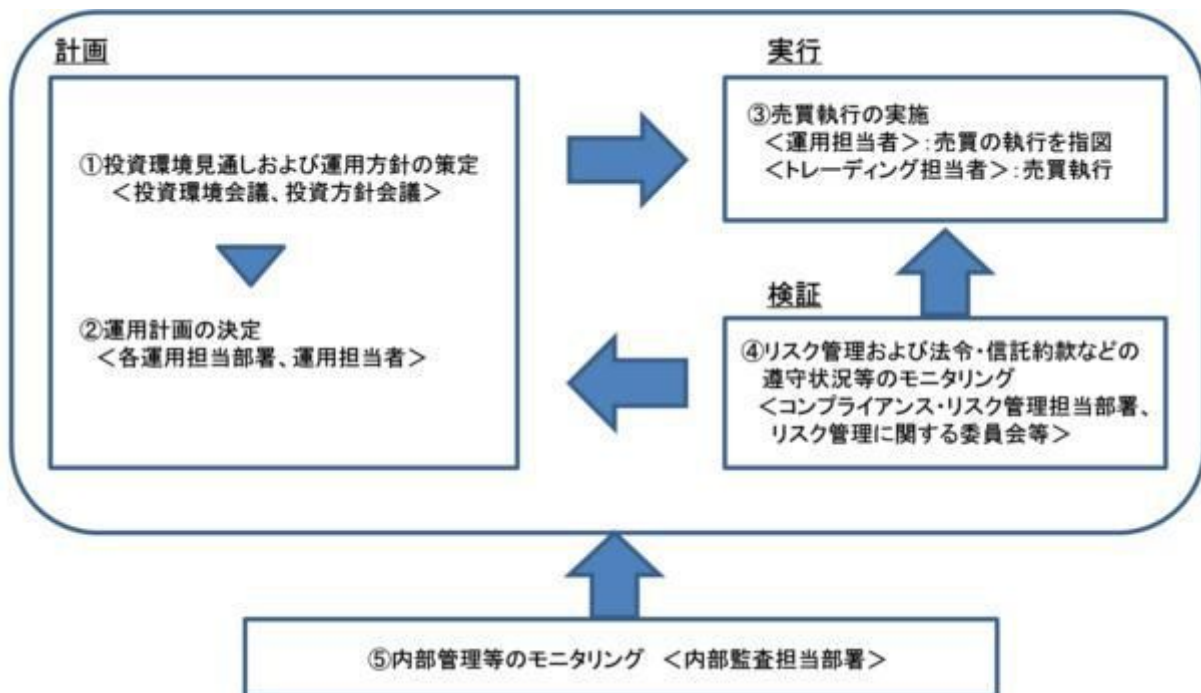 計画
①投資環境見通しおよび運用方針の策定
＜投資環境会議、投資方針会議＞
②運用計画の決定
＜各運用担当部署、運用担当者＞
実行
③売買執行の実施
＜運用担当者＞：売買の執行を指図
＜トレーディング担当者＞：売買執行
検証
④リスク管理および法令・信託約款などの
遵守状況等のモニタリング
＜コンプライアンス・リスク管理担当部署、
リスク管理に関する委員会等＞
⑤内部管理等のモニタリング ＜内部監査担当部署＞